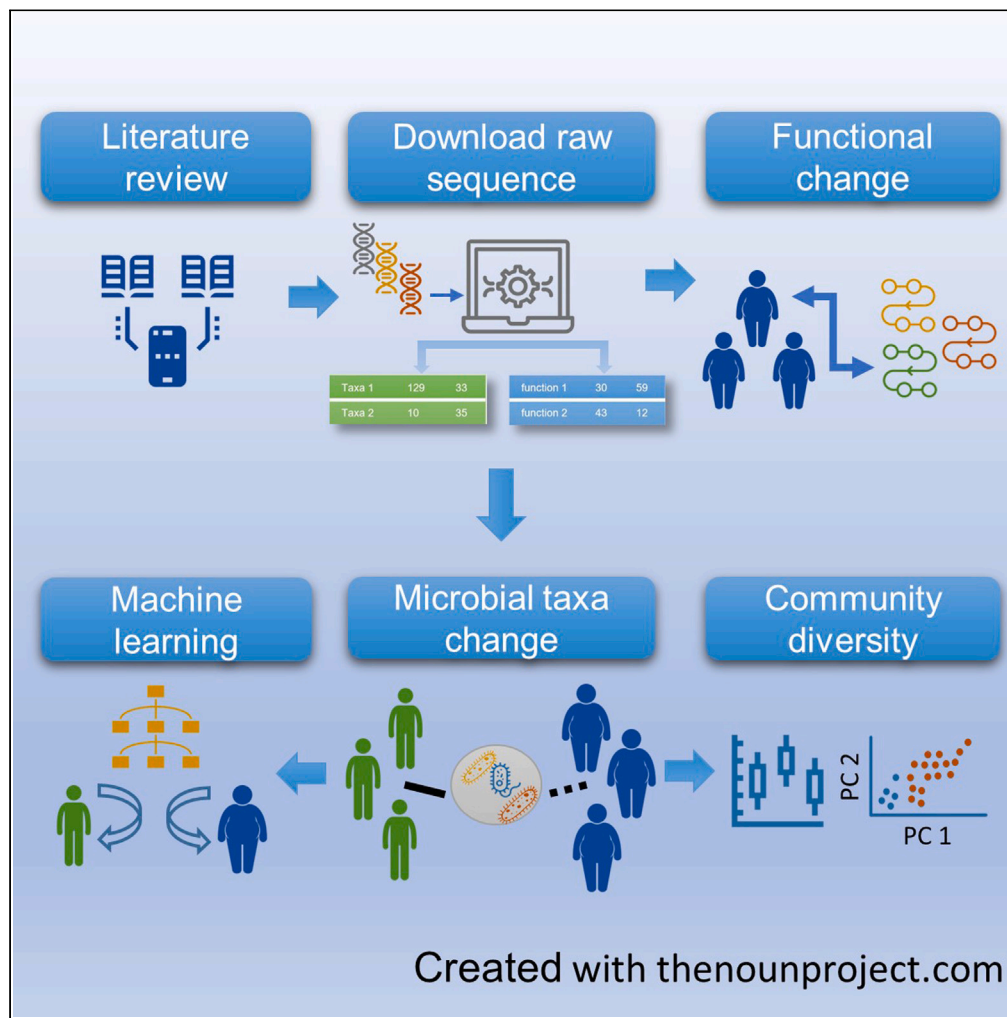 Literature
review
Download raw
sequence
Functional
change
Taxa 1 129 33
Taxa 2 10 35
function 1 30 59
function 2 43 12
Machine
learning
Microbial taxa
change
Community
diversity
PC 2
PC 1
Created with thenounproject.com